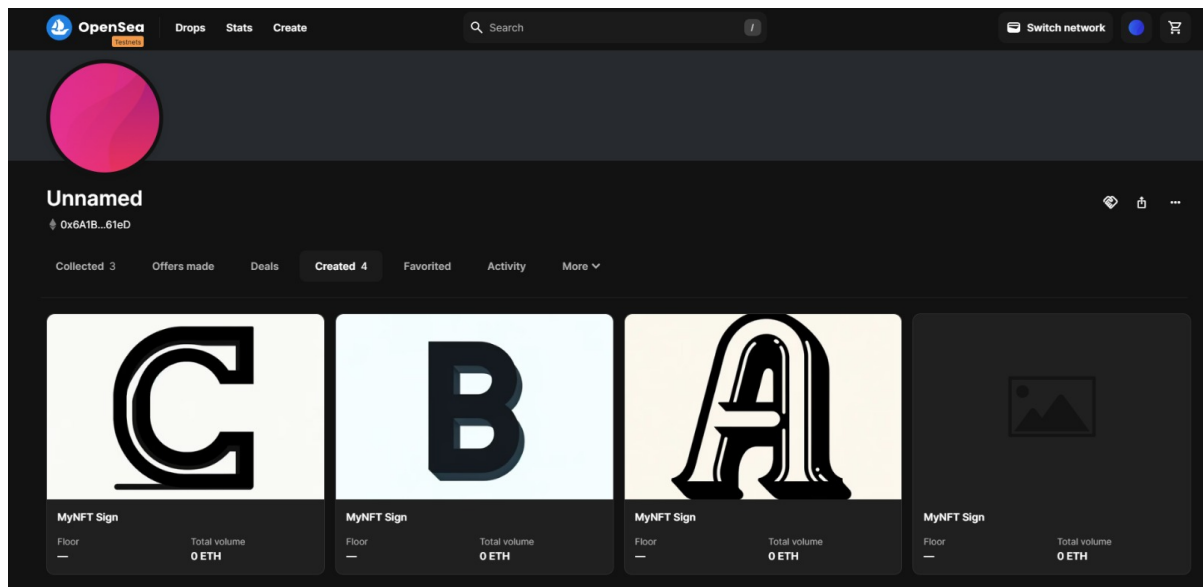 OpenSea Drops Stats Create Search / Switch network
Testnets
Unnamed
0x6A1B...61eD
Collected 3 Offers made Deals Created 4 Favorited Activity More
C B A
MyNFT Sign MyNFT Sign MyNFT Sign MyNFT Sign
Floor Total volume Floor Total volume Floor Total volume Floor Total volume
— 0 ETH — 0 ETH — 0 ETH — 0 ETH